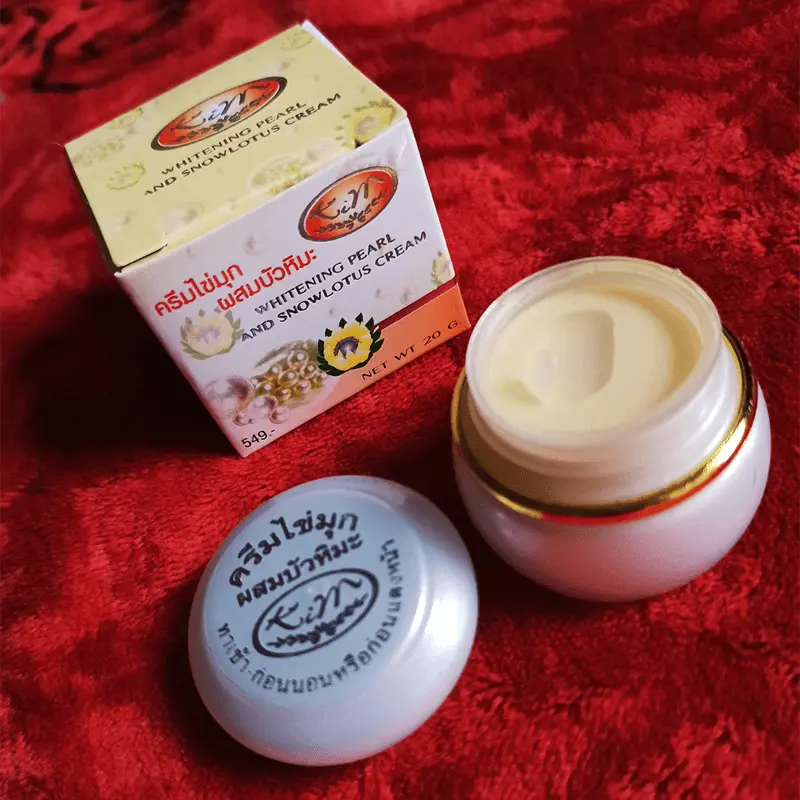 KiM
WHITENING PEARL
AND SNOWLOTUS CREAM
KiM
ครีมไข่มุก
ผสมบัวหิมะ
WHITENING PEARL
AND SNOWLOTUS CREAM
NET WT 20 G.
549.-
ครีมไข่มุก
ผสมบัวหิมะ
KiM
ทาเช้า-ก่อนนอนหรือก่อนแต่งหน้า